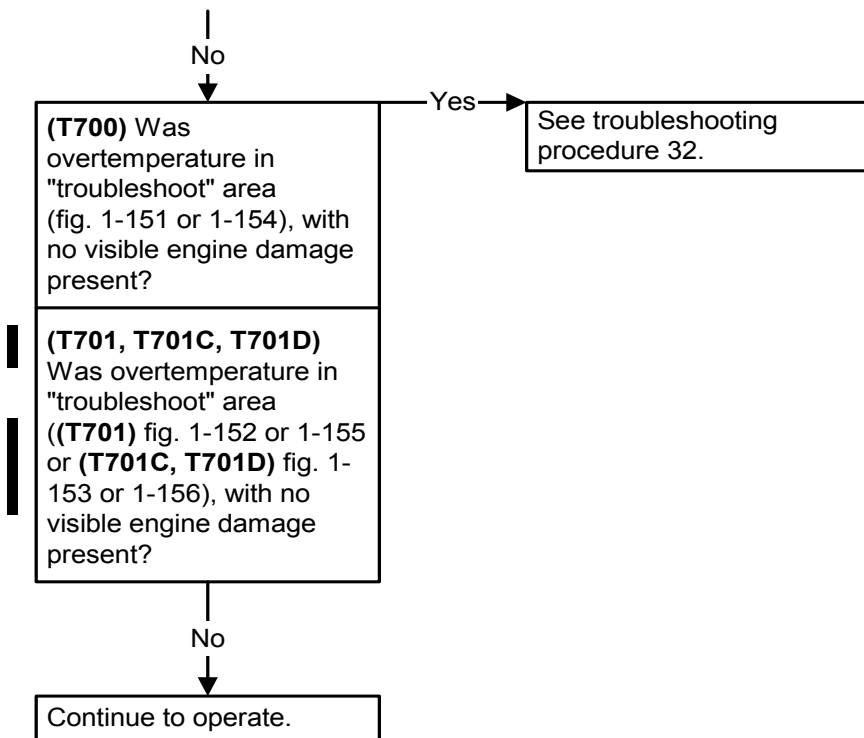 No
(T700) Was
overtemperature in
"troubleshoot" area
(fig. 1-151 or 1-154), with
no visible engine damage
present?
Yes
See troubleshooting
procedure 32.
(T701, T701C, T701D)
Was overtemperature in
"troubleshoot" area
((T701) fig. 1-152 or 1-155
or (T701C, T701D) fig. 1-
153 or 1-156), with no
visible engine damage
present?
No
Continue to operate.